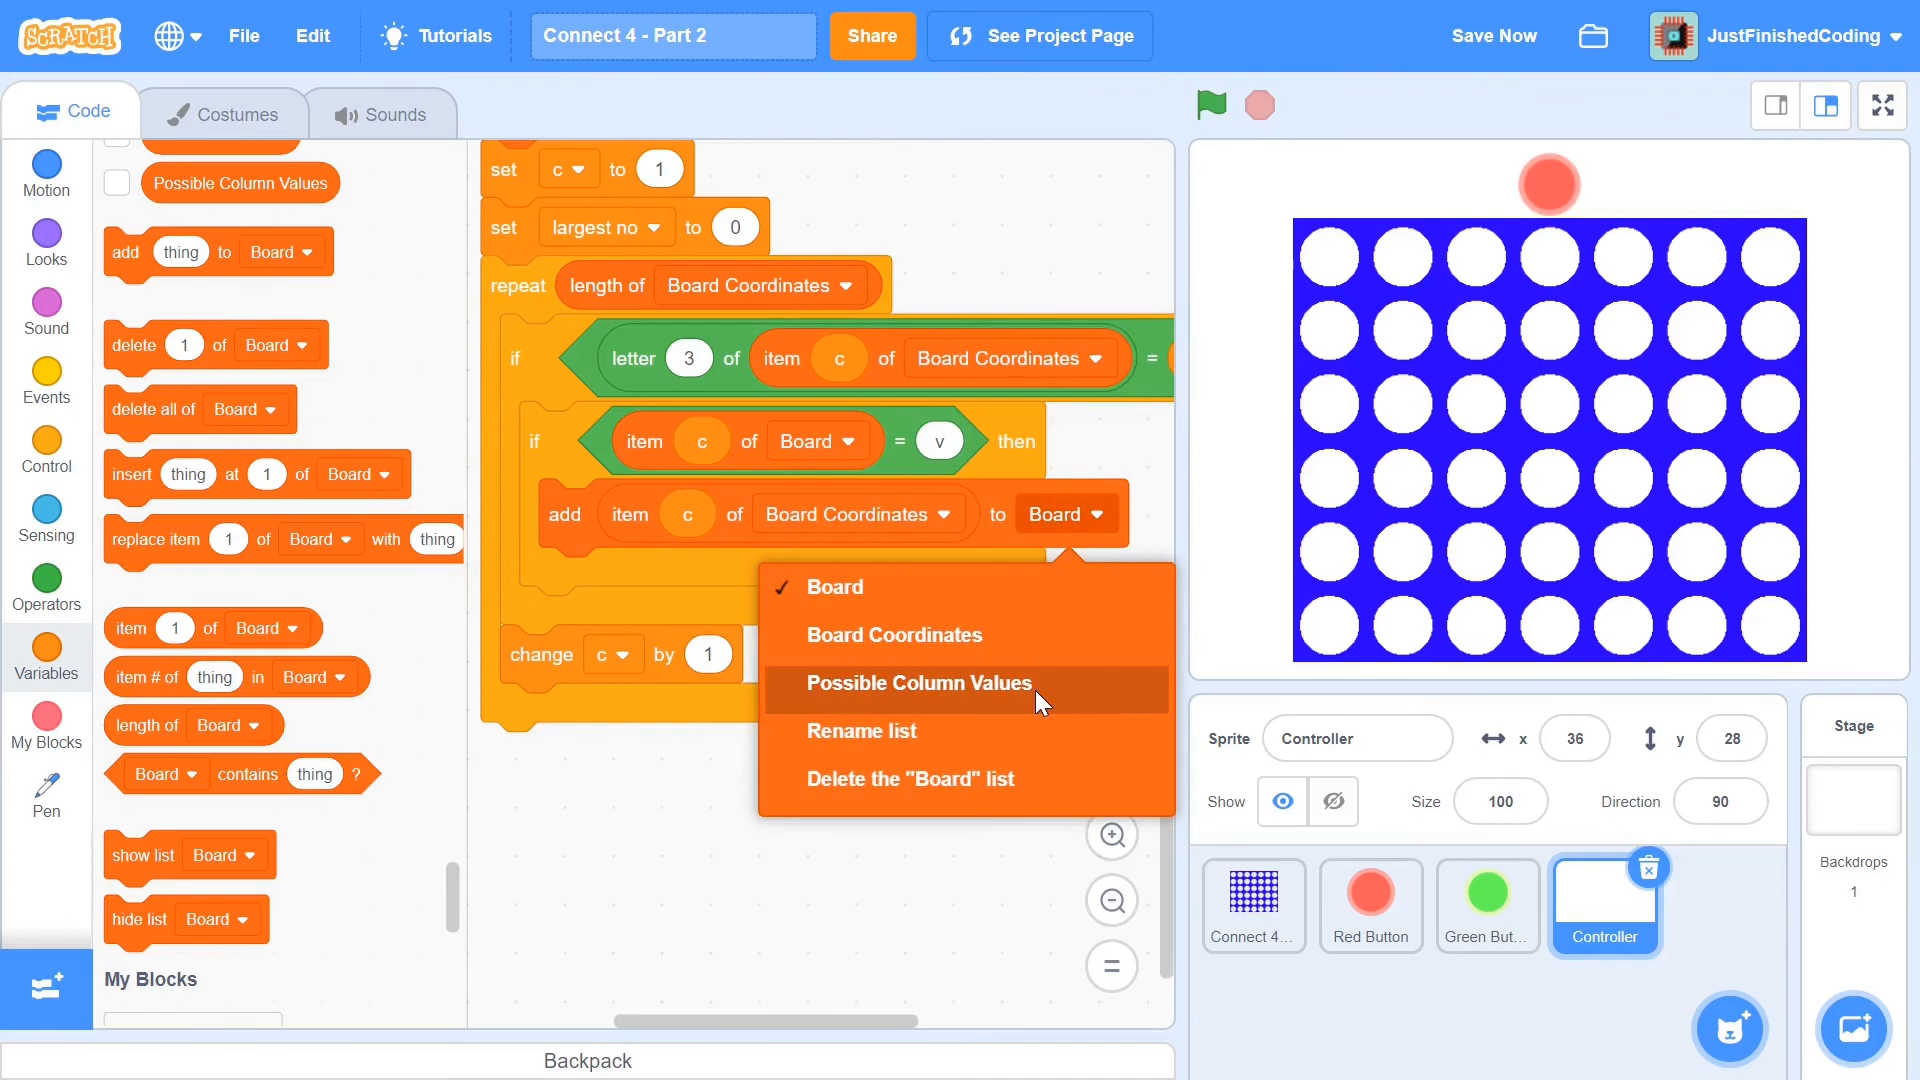 SCRATCH File Edit Tutorials Connect 4 - Part 2 Share See Project Page Save Now JustFinishedCoding
Code Costumes Sounds
Motion
Looks
Sound
Events
Control
Sensing
Operators
Variables
My Blocks
Pen
Possible Column Values
add thing to Board
delete 1 of Board
delete all of Board
insert thing at 1 of Board
replace item 1 of Board with thing
item 1 of Board
item # of thing in Board
length of Board
Board contains thing ?
show list Board
hide list Board
My Blocks
set c to 1
set largest no to 0
repeat length of Board Coordinates
if letter 3 of item c of Board Coordinates =
if item c of Board = v then
add item c of Board Coordinates to Board
change c by 1
✓ Board
Board Coordinates
Possible Column Values
Rename list
Delete the "Board" list
Backpack
Sprite Controller x 36 y 28
Show Size 100 Direction 90
Connect 4...
Red Button
Green But...
Controller
Stage
Backdrops
1